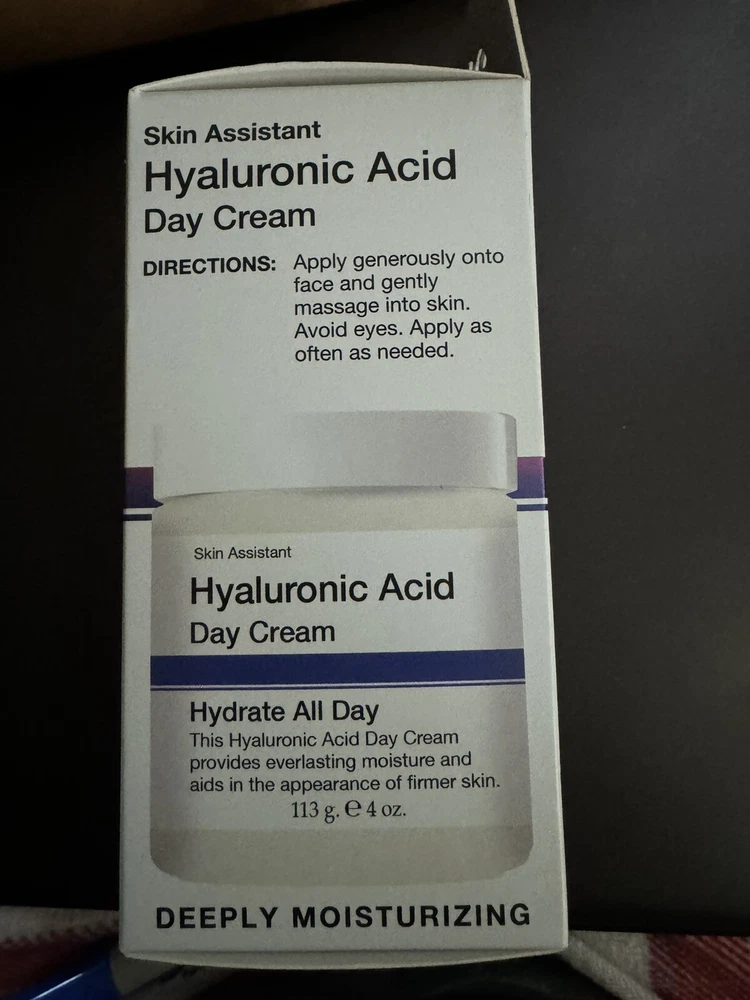 Skin Assistant
Hyaluronic Acid
Day Cream
DIRECTIONS: Apply generously onto
face and gently
massage into skin.
Avoid eyes. Apply as
often as needed.
Skin Assistant
Hyaluronic Acid
Day Cream
Hydrate All Day
This Hyaluronic Acid Day Cream
provides everlasting moisture and
aids in the appearance of firmer skin.
113 g. ℮ 4 oz.
DEEPLY MOISTURIZING